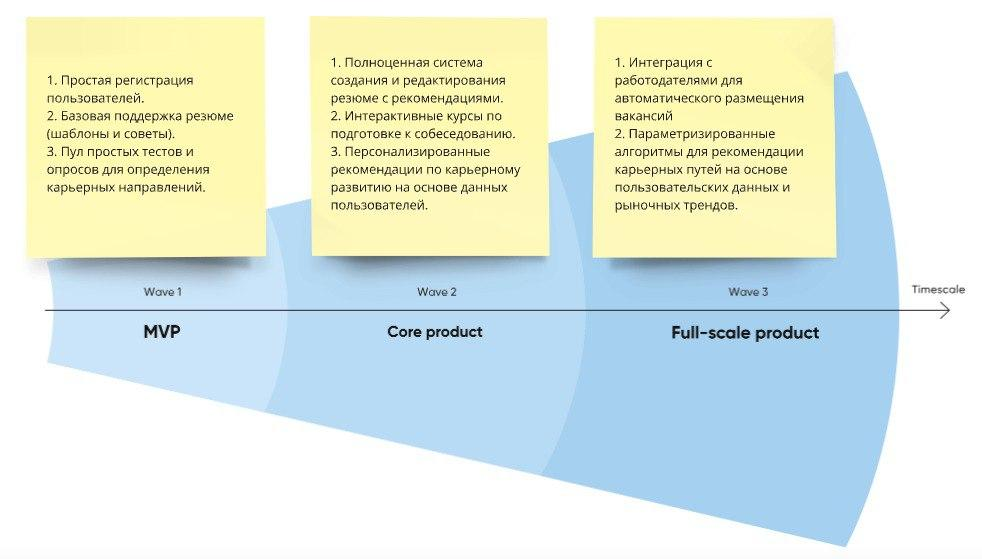 1. Простая регистрация
пользователей.
2. Базовая поддержка резюме
(шаблоны и советы).
3. Пул простых тестов и
опросов для определения
карьерных направлений.
1. Полноценная система
создания и редактирования
резюме с рекомендациями.
2. Интерактивные курсы по
подготовке к собеседованию.
3. Персонализированные
рекомендации по карьерному
развитию на основе данных
пользователей.
1. Интеграция с
работодателями для
автоматического размещения
вакансий
2. Параметризированные
алгоритмы для рекомендации
карьерных путей на основе
пользовательских данных и
рыночных трендов.
Wave 1
Wave 2
Wave 3
Timescale
MVP
Core product
Full-scale product